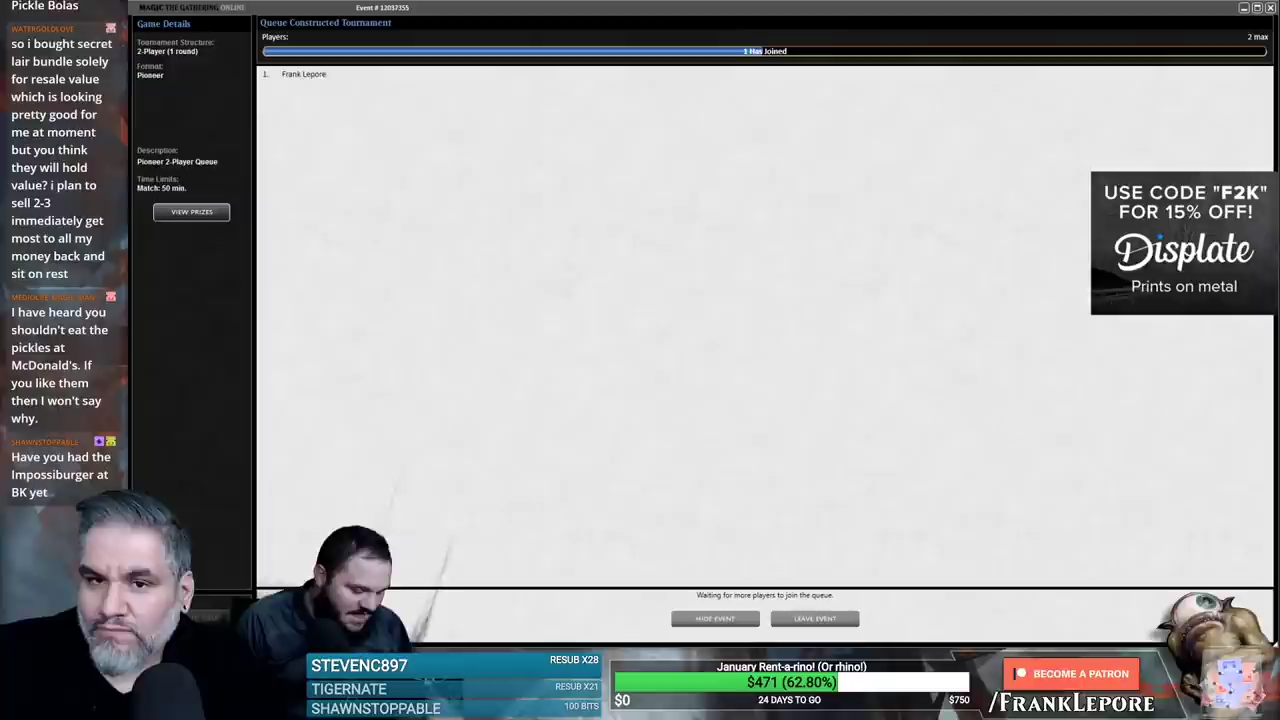 Pickle Bolas
WATERGOLDLOVE
so i bought secret
lair bundle solely
for resale value
which is looking
pretty good for
me at moment
but you think
they will hold
value? i plan to
sell 2-3
immediately get
most to all my
money back and
sit on rest
I have heard you
shouldn't eat the
pickles at
McDonald's. If
you like them
then I won't say
why.
SHAWNSTOPPABLE
Have you had the
Impossiburger at
BK yet
MAGIC THE GATHERING ONLINE
Event # 12037355
Game Details
Tournament Structure:
2-Player (1 round)
Format:
Pioneer
Description:
Pioneer 2-Player Queue
Time Limits:
Match: 50 min.
VIEW PRIZES
Queue Constructed Tournament
Players:
2 max
1 Has Joined
1. Frank Lepore
USE CODE "F2K"
FOR 15% OFF!
Displate
Prints on metal
Waiting for more players to join the queue.
HIDE EVENT
LEAVE EVENT
STEVENC897 RESUB X28
TIGERNATE RESUB X21
SHAWNSTOPPABLE 100 BITS
January Rent-a-rino! (Or rhino!)
$471 (62.80%)
$0 24 DAYS TO GO $750
BECOME A PATRON
/FRANKLEPORE